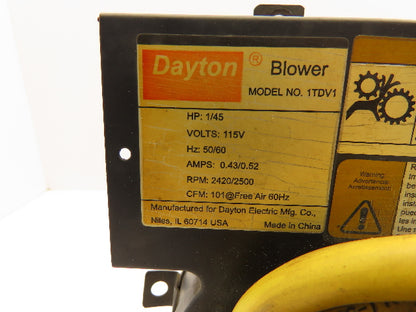 Dayton ® Blower
MODEL NO. 1TDV1
HP: 1/45
VOLTS: 115V
Hz: 50/60
AMPS: 0.43/0.52
RPM: 2420/2500
CFM: 101@Free Air 60Hz
Manufactured for Dayton Electric Mfg. Co.,
Niles, IL 60714 USA Made in China
Warning